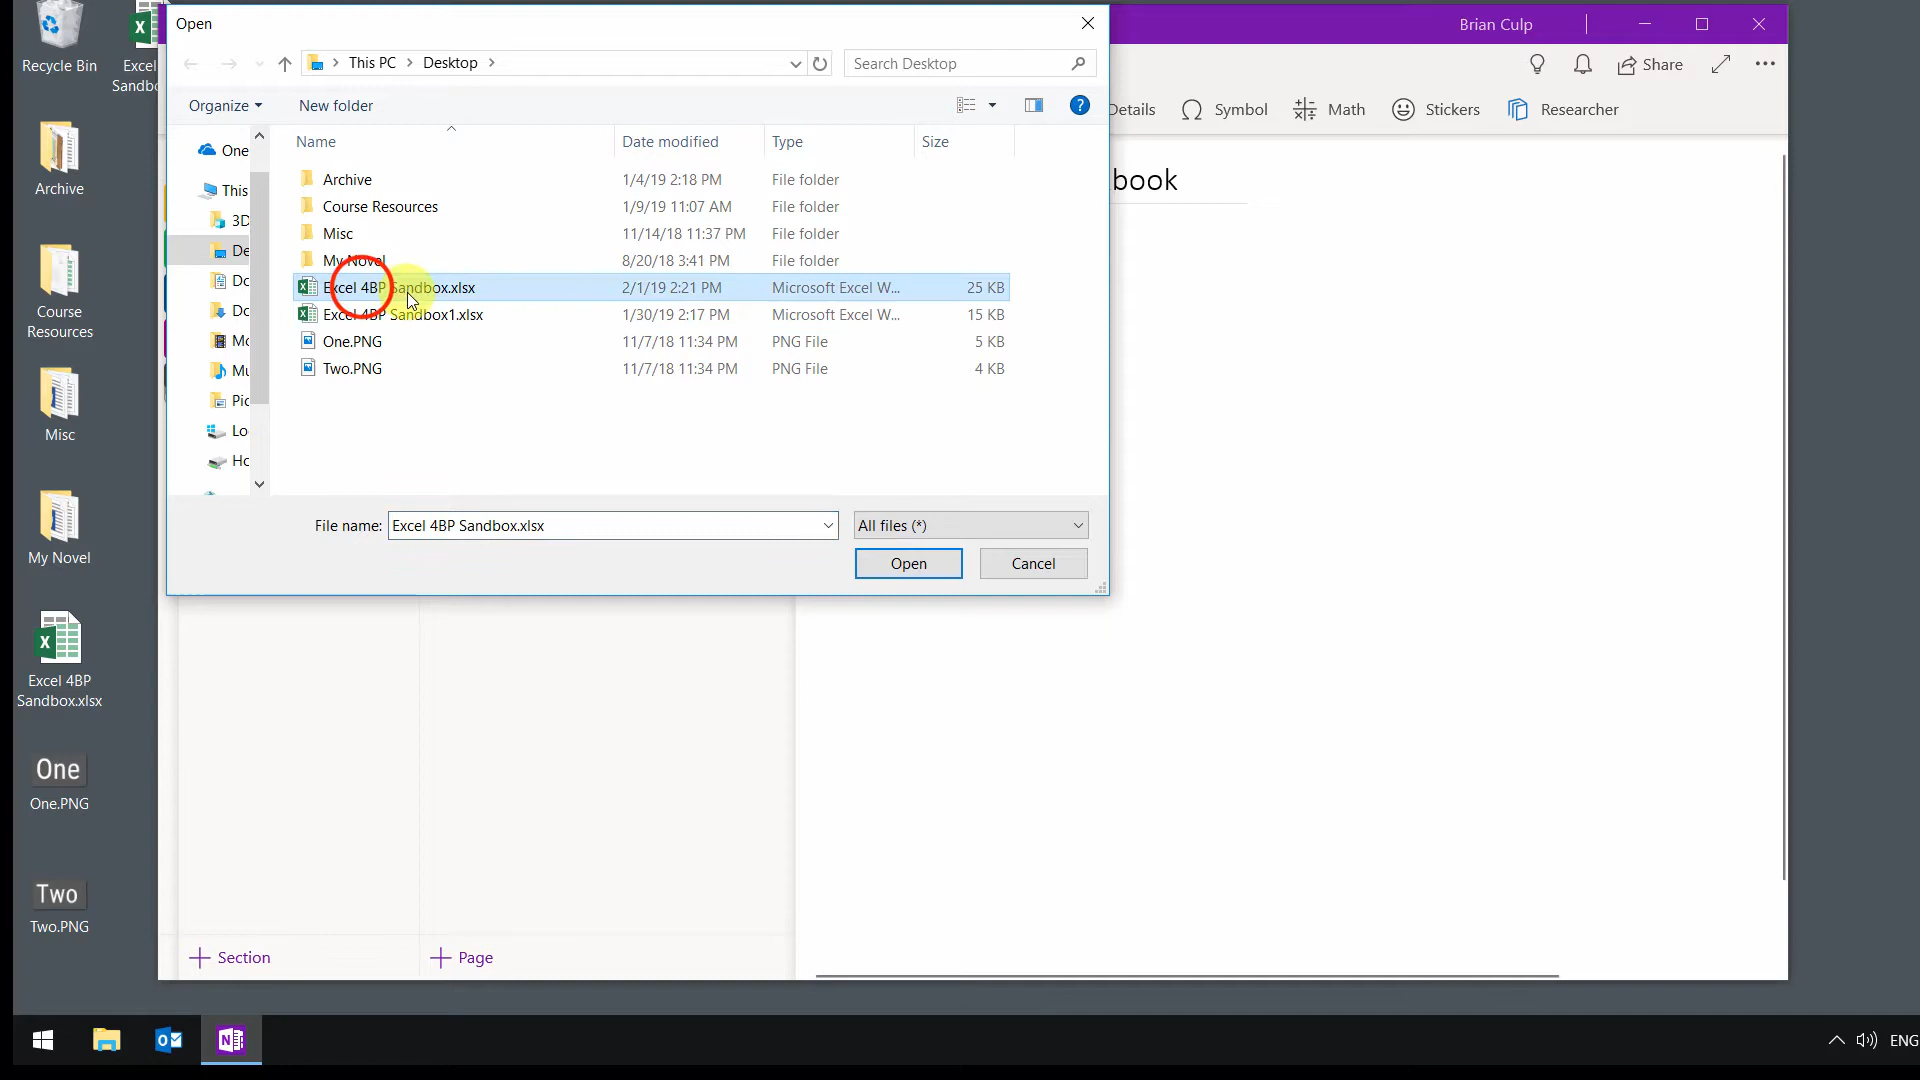 Recycle Bin
Excel
Sandbo
Archive
Course
Resources
Misc
My Novel
Excel 4BP
Sandbox.xlsx
One
One.PNG
Two
Two.PNG
Open
This PC > Desktop >
Search Desktop
Organize
New folder
Name Date modified Type Size
Archive 1/4/19 2:18 PM File folder
Course Resources 1/9/19 11:07 AM File folder
Misc 11/14/18 11:37 PM File folder
My Novel 8/20/18 3:41 PM File folder
Excel 4BP Sandbox.xlsx 2/1/19 2:21 PM Microsoft Excel W... 25 KB
Excel 4BP Sandbox1.xlsx 1/30/19 2:17 PM Microsoft Excel W... 15 KB
One.PNG 11/7/18 11:34 PM PNG File 5 KB
Two.PNG 11/7/18 11:34 PM PNG File 4 KB
One
This
3D
De
Do
Do
Mo
Mu
Pic
Lo
Ho
File name: Excel 4BP Sandbox.xlsx All files (*)
Open Cancel
Brian Culp
Share
Details Symbol Math Stickers Researcher
book
+ Section
+ Page
ENG